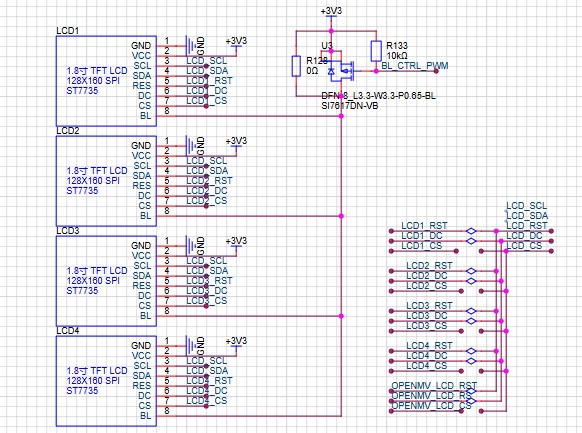 LCD1
1.8寸 TFT LCD
128X160 SPI
ST7735
GND 1 GND
VCC 2 +3V3
SCL 3 LCD_SCL
SDA 4 LCD_SDA
RES 5 LCD1_RST
DC 6 LCD1_DC
CS 7 LCD1_CS
BL 8
+3V3
U3
0Ω
R133
10kΩ
BL_CTRL_PWM
DFN-8_L3.3-W3.3-P0.65-BL
SI7617DN-VB
LCD2
1.8寸 TFT LCD
128X160 SPI
ST7735
GND 1 GND
VCC 2 +3V3
SCL 3 LCD_SCL
SDA 4 LCD_SDA
RES 5 LCD2_RST
DC 6 LCD2_DC
CS 7 LCD2_CS
BL 8
LCD3
1.8寸 TFT LCD
128X160 SPI
ST7735
GND 1 GND
VCC 2 +3V3
SCL 3 LCD_SCL
SDA 4 LCD_SDA
RES 5 LCD3_RST
DC 6 LCD3_DC
CS 7 LCD3_CS
BL 8
LCD4
1.8寸 TFT LCD
128X160 SPI
ST7735
GND 1 GND
VCC 2 +3V3
SCL 3 LCD_SCL
SDA 4 LCD_SDA
RES 5 LCD4_RST
DC 6 LCD4_DC
CS 7 LCD4_CS
BL 8
LCD_SCL
LCD_SDA
LCD1_RST LCD_RST
LCD1_DC LCD_DC
LCD1_CS LCD_CS
LCD2_RST
LCD2_DC
LCD2_CS
LCD3_RST
LCD3_DC
LCD3_CS
LCD4_RST
LCD4_DC
LCD4_CS
OPENMV_LCD_RST
OPENMV_LCD_RS
OPENMV_LCD_CS